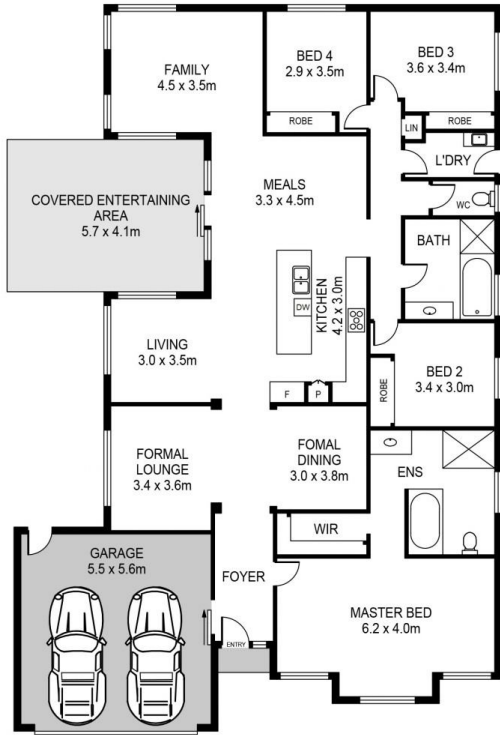 FAMILY
4.5 x 3.5m
BED 4
2.9 x 3.5m
BED 3
3.6 x 3.4m
ROBE
LIN
ROBE
L'DRY
WC
COVERED ENTERTAINING
AREA
5.7 x 4.1m
MEALS
3.3 x 4.5m
BATH
DW
KITCHEN
4.2 x 3.0m
LIVING
3.0 x 3.5m
F
P
ROBE
BED 2
3.4 x 3.0m
FORMAL
LOUNGE
3.4 x 3.6m
FOMAL
DINING
3.0 x 3.8m
ENS
WIR
GARAGE
5.5 x 5.6m
FOYER
ENTRY
MASTER BED
6.2 x 4.0m